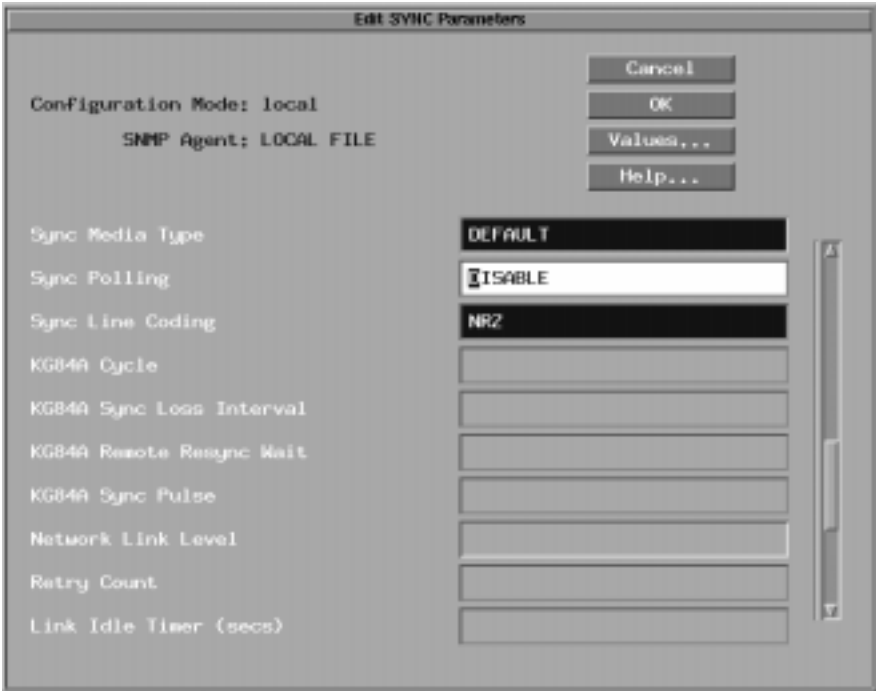 Edit SYNC Parameters
Cancel
Configuration Mode: local
OK
SNMP Agent: LOCAL FILE
Values...
Help...
Sync Media Type DEFAULT
Sync Polling DISABLE
Sync Line Coding NRZ
KG84A Cycle
KG84A Sync Loss Interval
KG84A Remote Resync Wait
KG84A Sync Pulse
Network Link Level
Retry Count
Link Idle Timer (secs)